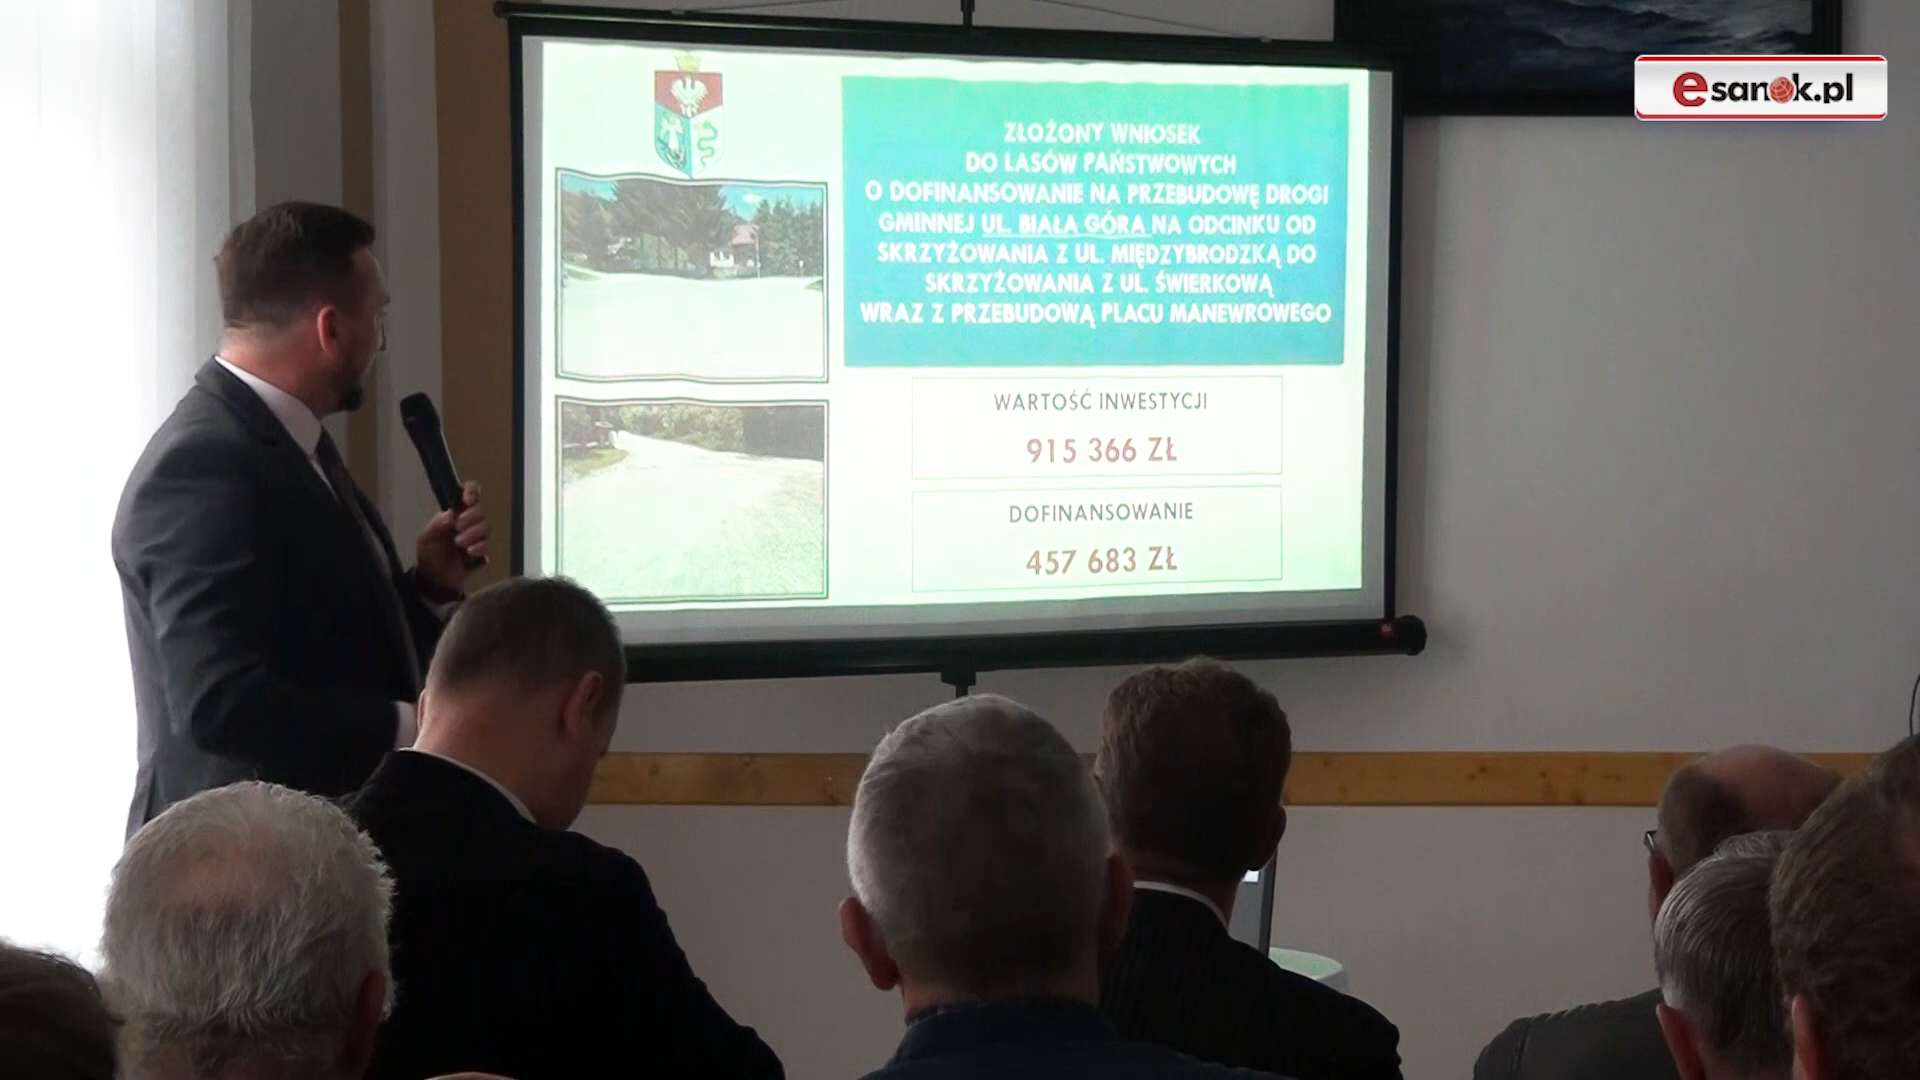 esanok.pl
ZŁOŻONY WNIOSEK
DO LASÓW PAŃSTWOWYCH
O DOFINANSOWANIE NA PRZEBUDOWĘ DROGI
GMINNEJ UL. BIAŁA GÓRA NA ODCINKU OD
SKRZYŻOWANIA Z UL. MIĘDZYBRODZKĄ DO
SKRZYŻOWANIA Z UL. ŚWIERKOWĄ
WRAZ Z PRZEBUDOWĄ PLACU MANEWROWEGO
WARTOŚĆ INWESTYCJI
915 366 ZŁ
DOFINANSOWANIE
457 683 ZŁ